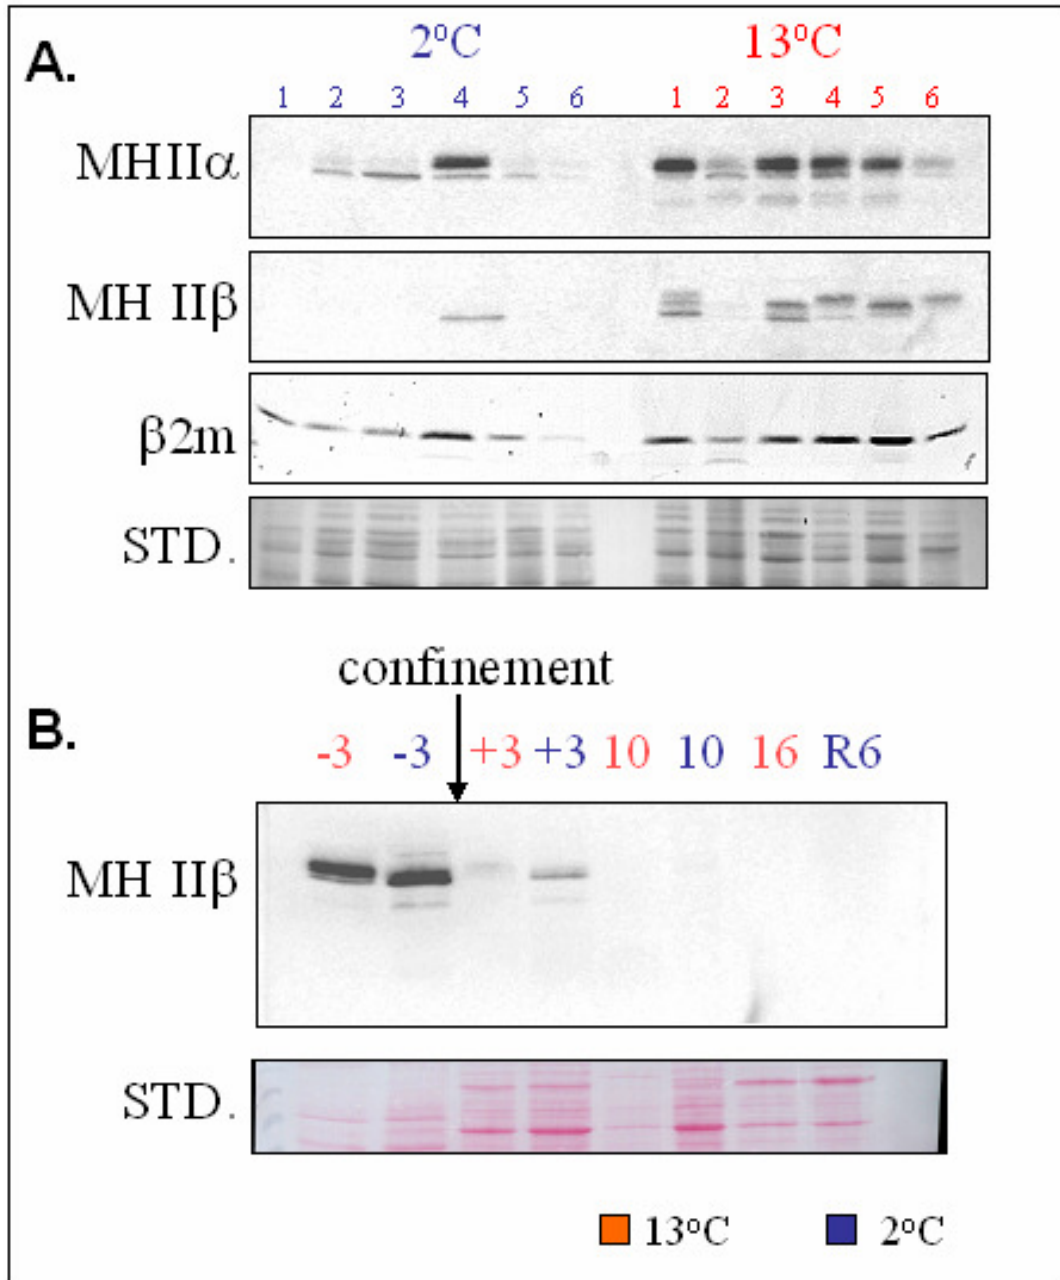 A.
2°C 13°C
1 2 3 4 5 6 1 2 3 4 5 6
MHIIα
MH IIβ
β2m
STD.
confinement
B.
-3 -3 +3 +3 10 10 16 R6
MH IIβ
STD.
13°C 2°C